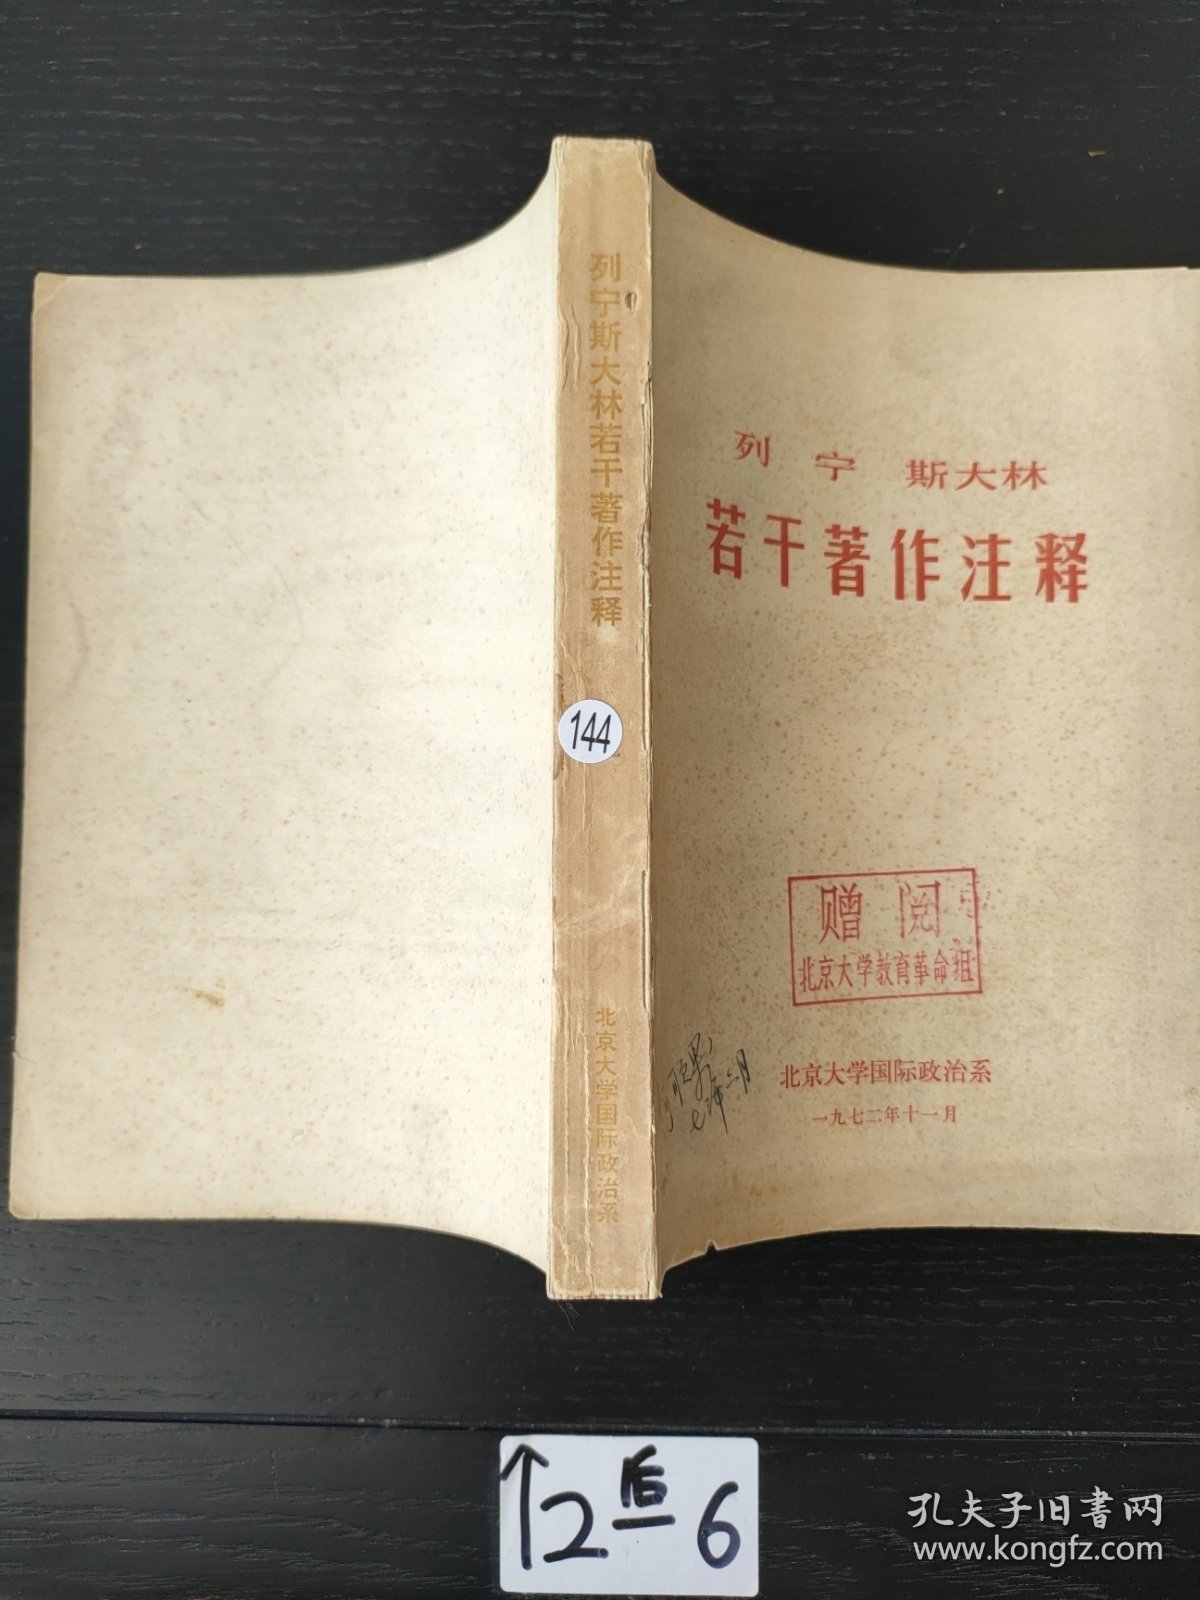 列宁斯大林若干著作注释
144
北京大学国际政治系
列 宁 斯大林
若干著作注释
赠阅
北京大学教育革命组
北京大学国际政治系
一九七二年十一月
↑2后6
孔夫子旧书网
www.kongfz.com